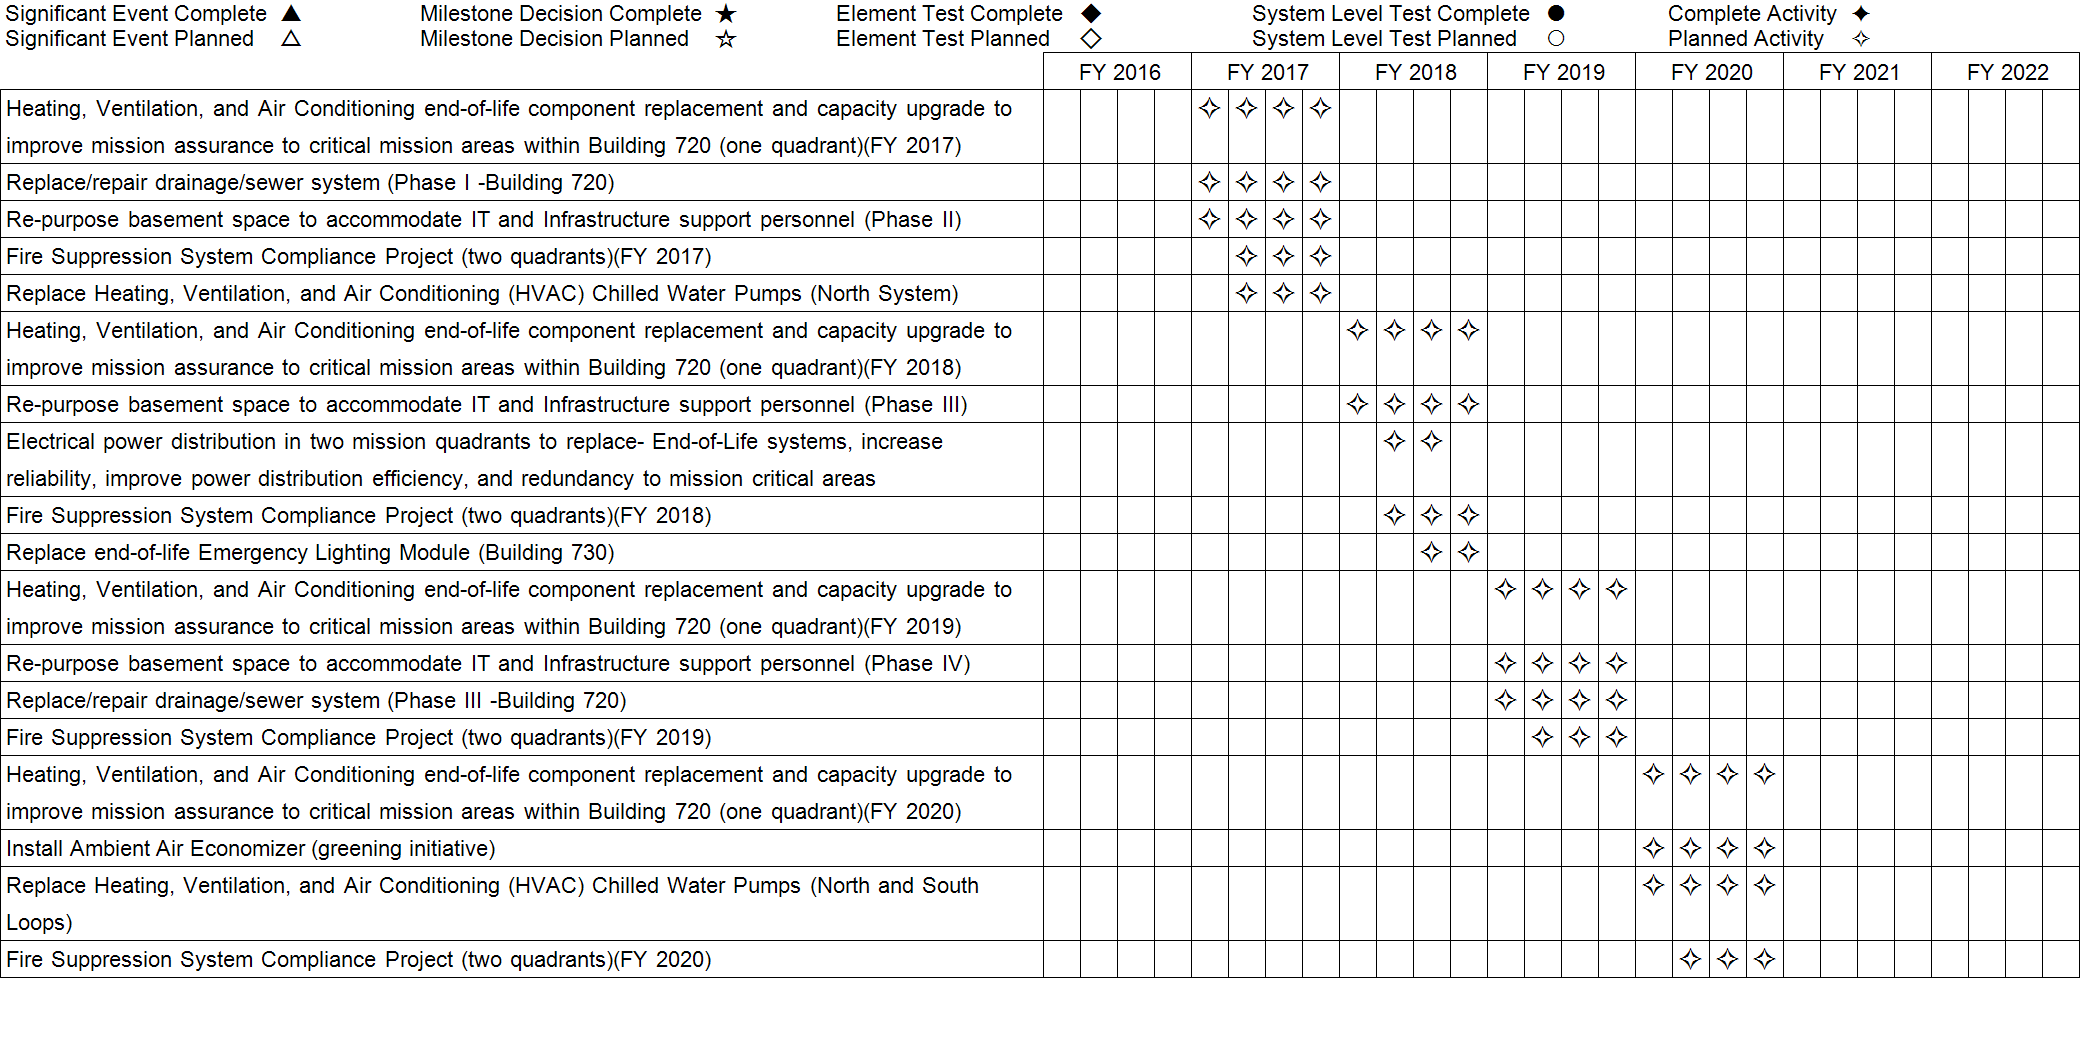 Significant Event Complete ▲ Milestone Decision Complete ★ Element Test Complete ◆ System Level Test Complete ● Complete Activity ✦
Significant Event Planned △ Milestone Decision Planned ☆ Element Test Planned ◇ System Level Test Planned ○ Planned Activity ✧
FY 2016 FY 2017 FY 2018 FY 2019 FY 2020 FY 2021 FY 2022
Heating, Ventilation, and Air Conditioning end-of-life component replacement and capacity upgrade to ✧ ✧ ✧ ✧
improve mission assurance to critical mission areas within Building 720 (one quadrant)(FY 2017)
Replace/repair drainage/sewer system (Phase I -Building 720) ✧ ✧ ✧ ✧
Re-purpose basement space to accommodate IT and Infrastructure support personnel (Phase II) ✧ ✧ ✧ ✧
Fire Suppression System Compliance Project (two quadrants)(FY 2017) ✧ ✧ ✧
Replace Heating, Ventilation, and Air Conditioning (HVAC) Chilled Water Pumps (North System) ✧ ✧ ✧
Heating, Ventilation, and Air Conditioning end-of-life component replacement and capacity upgrade to ✧ ✧ ✧ ✧
improve mission assurance to critical mission areas within Building 720 (one quadrant)(FY 2018)
Re-purpose basement space to accommodate IT and Infrastructure support personnel (Phase III) ✧ ✧ ✧ ✧
Electrical power distribution in two mission quadrants to replace- End-of-Life systems, increase ✧ ✧
reliability, improve power distribution efficiency, and redundancy to mission critical areas
Fire Suppression System Compliance Project (two quadrants)(FY 2018) ✧ ✧ ✧
Replace end-of-life Emergency Lighting Module (Building 730) ✧ ✧
Heating, Ventilation, and Air Conditioning end-of-life component replacement and capacity upgrade to ✧ ✧ ✧ ✧
improve mission assurance to critical mission areas within Building 720 (one quadrant)(FY 2019)
Re-purpose basement space to accommodate IT and Infrastructure support personnel (Phase IV) ✧ ✧ ✧ ✧
Replace/repair drainage/sewer system (Phase III -Building 720) ✧ ✧ ✧ ✧
Fire Suppression System Compliance Project (two quadrants)(FY 2019) ✧ ✧ ✧
Heating, Ventilation, and Air Conditioning end-of-life component replacement and capacity upgrade to ✧ ✧ ✧ ✧
improve mission assurance to critical mission areas within Building 720 (one quadrant)(FY 2020)
Install Ambient Air Economizer (greening initiative) ✧ ✧ ✧ ✧
Replace Heating, Ventilation, and Air Conditioning (HVAC) Chilled Water Pumps (North and South ✧ ✧ ✧ ✧
Loops)
Fire Suppression System Compliance Project (two quadrants)(FY 2020) ✧ ✧ ✧